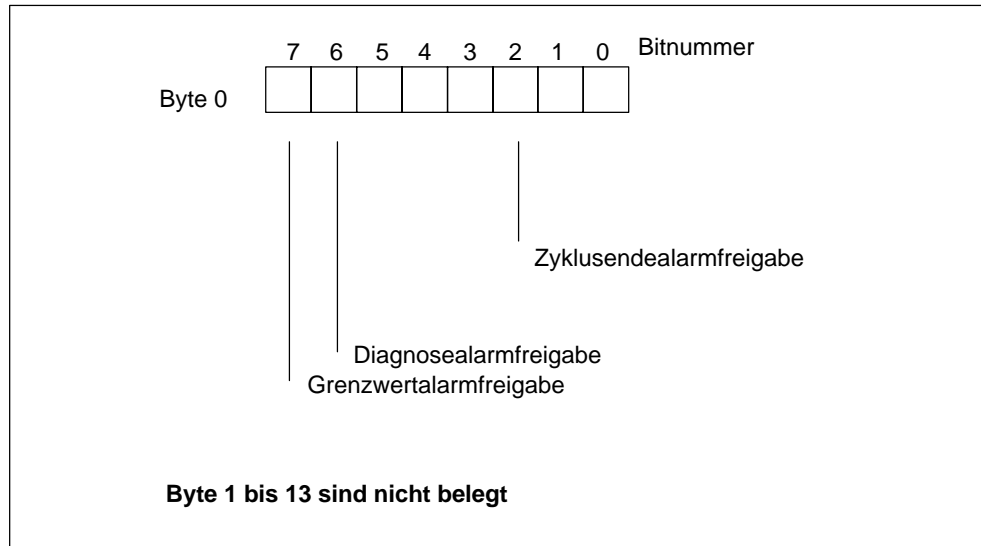 7 6 5 4 3 2 1 0 Bitnummer
Byte 0
Zyklusendealarmfreigabe
Diagnosealarmfreigabe
Grenzwertalarmfreigabe
Byte 1 bis 13 sind nicht belegt